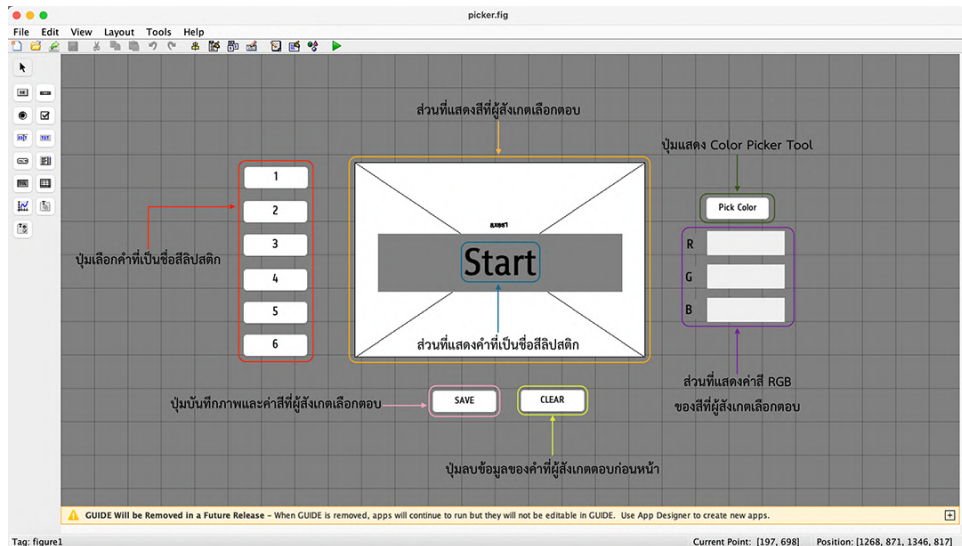 picker.fig
File Edit View Layout Tools Help
ส่วนที่แสดงสีที่ผู้สังเกตเลือกตอบ
ปุ่มแสดง Color Picker Tool
1
2
3
4
5
6
ปุ่มเลือกคำที่เป็นชื่อสีลิปสติก
axes1
Start
ส่วนที่แสดงคำที่เป็นชื่อสีลิปสติก
Pick Color
R
G
B
ส่วนที่แสดงค่าสี RGB
ของสีที่ผู้สังเกตเลือกตอบ
ปุ่มบันทึกภาพและค่าสีที่ผู้สังเกตเลือกตอบ
SAVE
CLEAR
ปุ่มลบข้อมูลของคำที่ผู้สังเกตตอบก่อนหน้า
GUIDE Will be Removed in a Future Release - When GUIDE is removed, apps will continue to run but they will not be editable in GUIDE. Use App Designer to create new apps.
Tag: figure1
Current Point: [197, 698] Position: [1268, 871, 1346, 817]